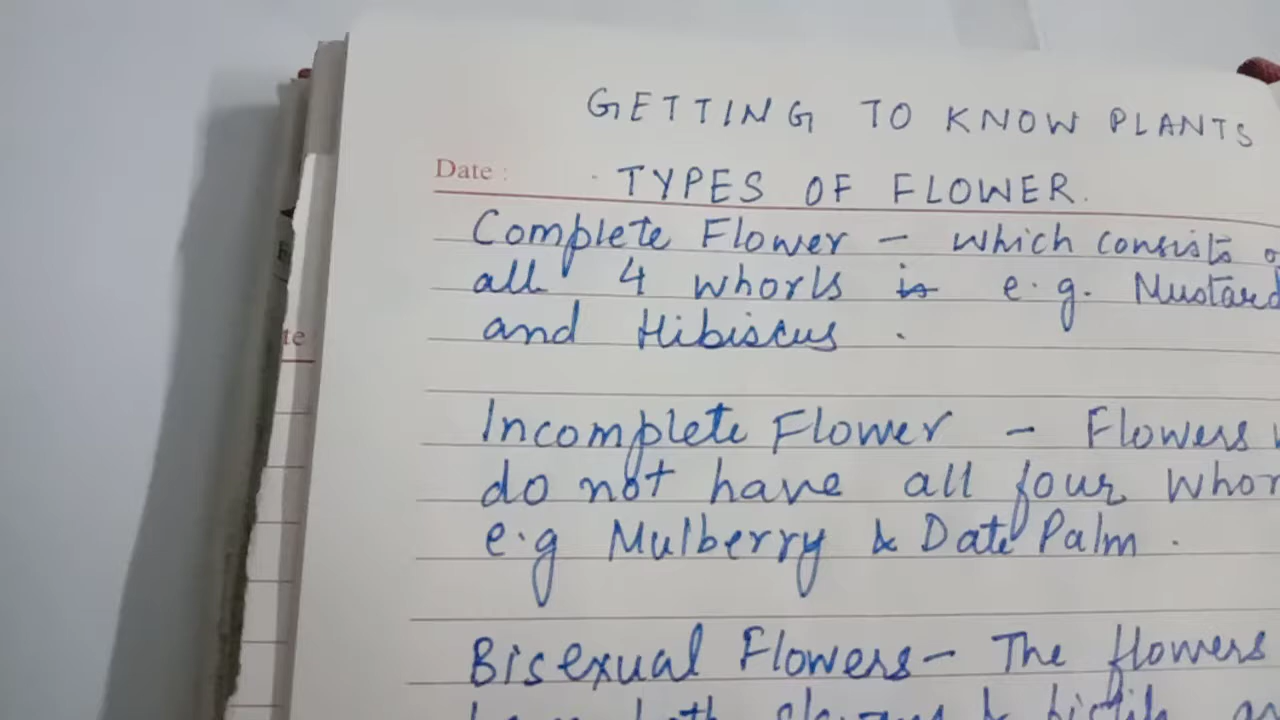 GETTING TO KNOW PLANTS
Date :
TYPES OF FLOWER.
Complete Flower - which consists
all 4 whorls is e.g. Mustard
and Hibiscus .
te
Incomplete Flower - Flowers
do not have all four whor
e.g Mulberry & Date Palm .
Bisexual Flowers - The flowers